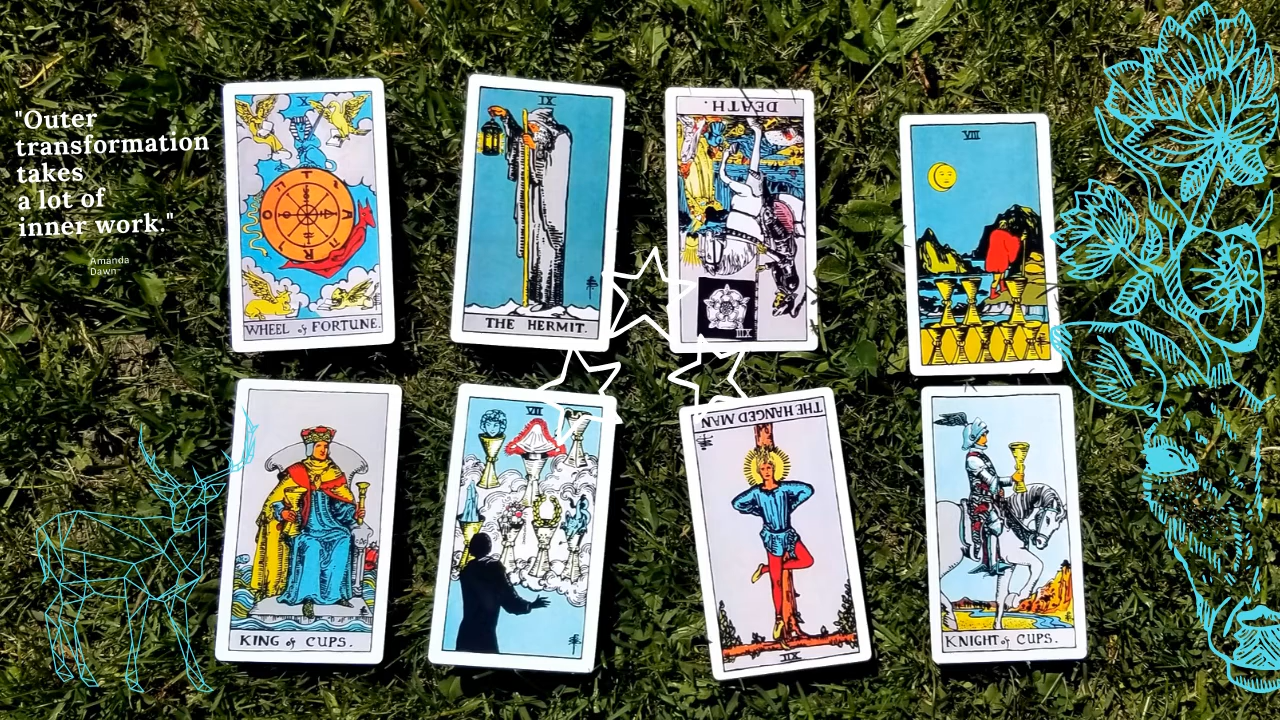 "Outer
transformation
takes
a lot of
inner work."
Amanda
Dawn
X
WHEEL of FORTUNE.
IX
THE HERMIT.
DEATH.
XIII
VIII
KING of CUPS.
VII
THE HANGED MAN
XII
KNIGHT of CUPS.